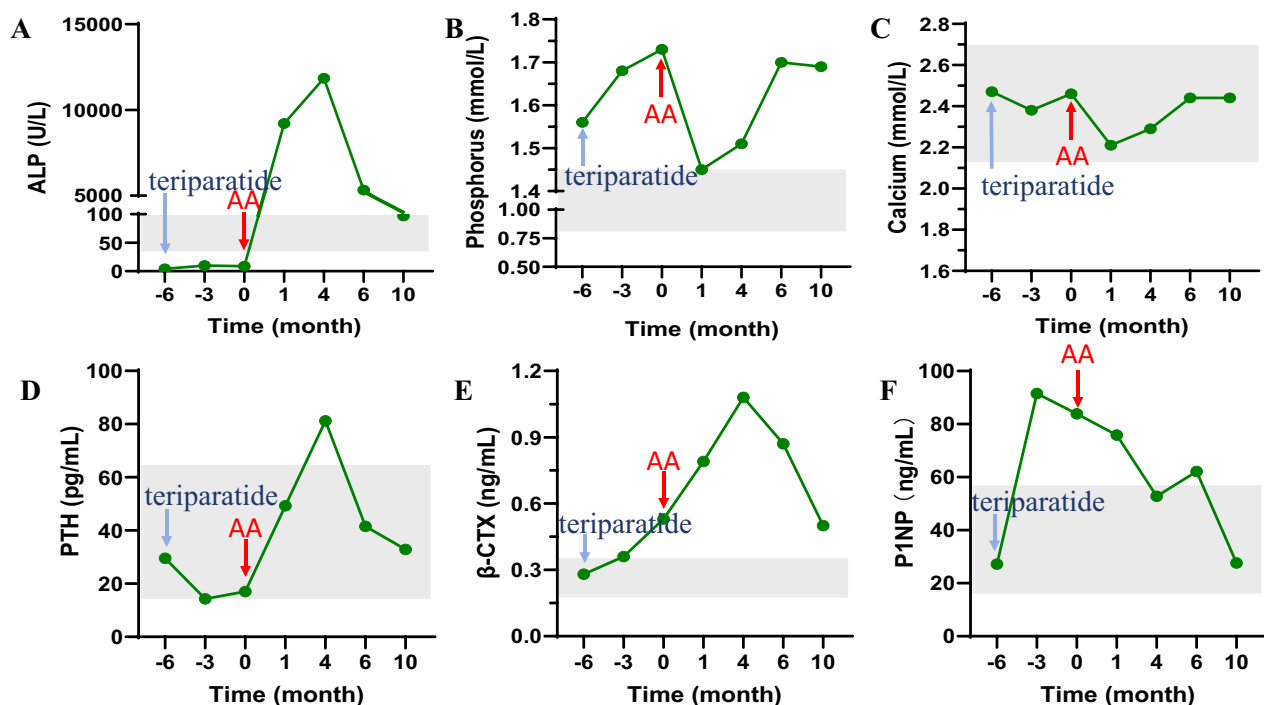 A
ALP (U/L)
15000
10000
5000
100
50
0
teriparatide
AA
-6 -3 0 1 4 6 10
Time (month)
B
Phosphorus (mmol/L)
1.8
1.7
1.6
1.5
1.4
1.00
0.75
0.50
AA
teriparatide
-6 -3 0 1 4 6 10
Time (month)
C
Calcium (mmol/L)
2.8
2.6
2.4
2.2
2.0
1.8
1.6
AA
teriparatide
-6 -3 0 1 4 6 10
Time (month)
D
PTH (pg/mL)
100
80
60
40
20
0
teriparatide
AA
-6 -3 0 1 4 6 10
Time (month)
E
β-CTX (ng/mL)
1.2
0.9
0.6
0.3
0.0
AA
teriparatide
-6 -3 0 1 4 6 10
Time (month)
F
P1NP（ng/mL）
100
80
60
40
20
0
AA
teriparatide
-6 -3 0 1 4 6 10
Time (month)